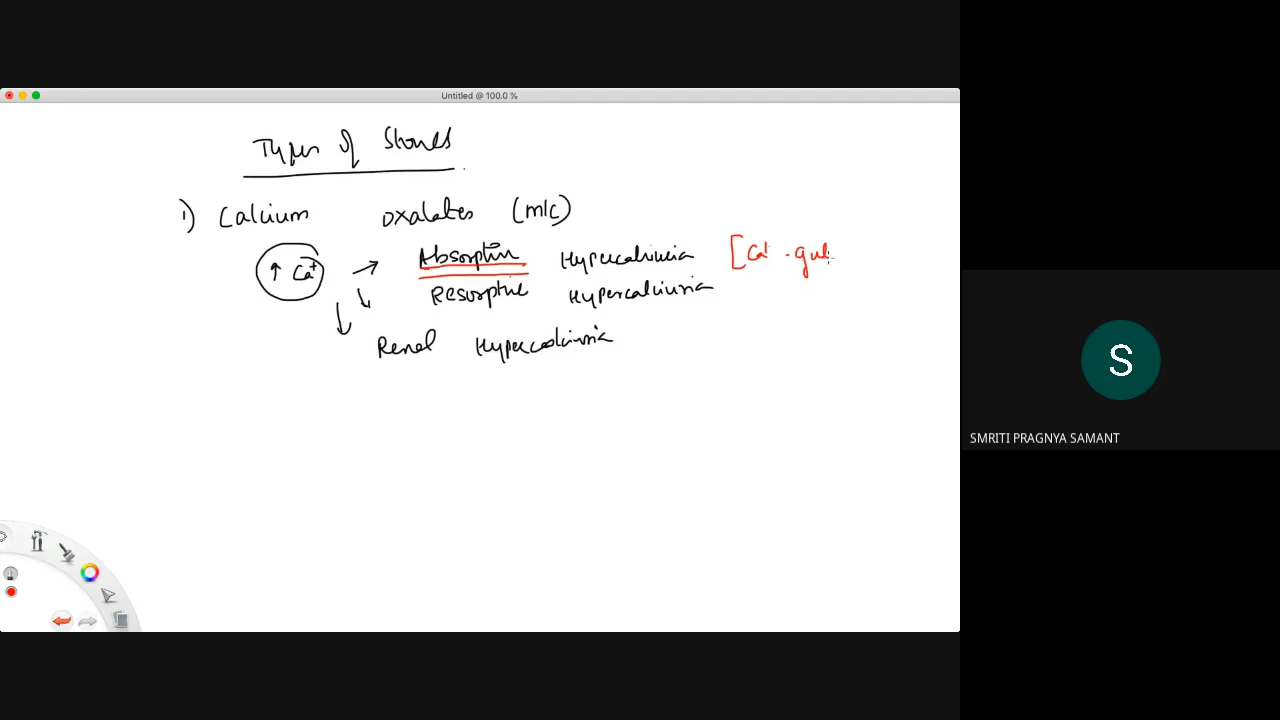 Untitled @ 100.0 %
Types of Stones
1) Calcium oxalates (m/c)
↑ Ca+ → Absorptive Hypercalciuria [Ca+ - gut
Resorptive Hypercalciuria
Renal Hypercalciuria
S
SMRITI PRAGNYA SAMANT